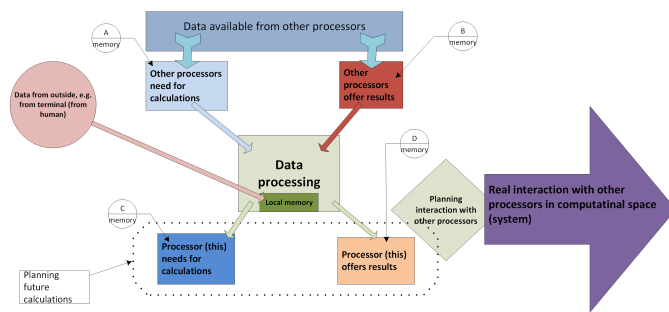 Data available from other processors
A
memory
B
memory
Other processors
need for
calculations
Other
processors
offer results
Data from outside, e.g.
from terminal (from
human)
D
memory
Data
processing
Local memory
Planning
interaction with
other processors
Real interaction with other
processors in computatinal space
(system)
C
memory
Processor (this)
needs for
calculations
Processor (this)
offers results
Planning
future
calculations